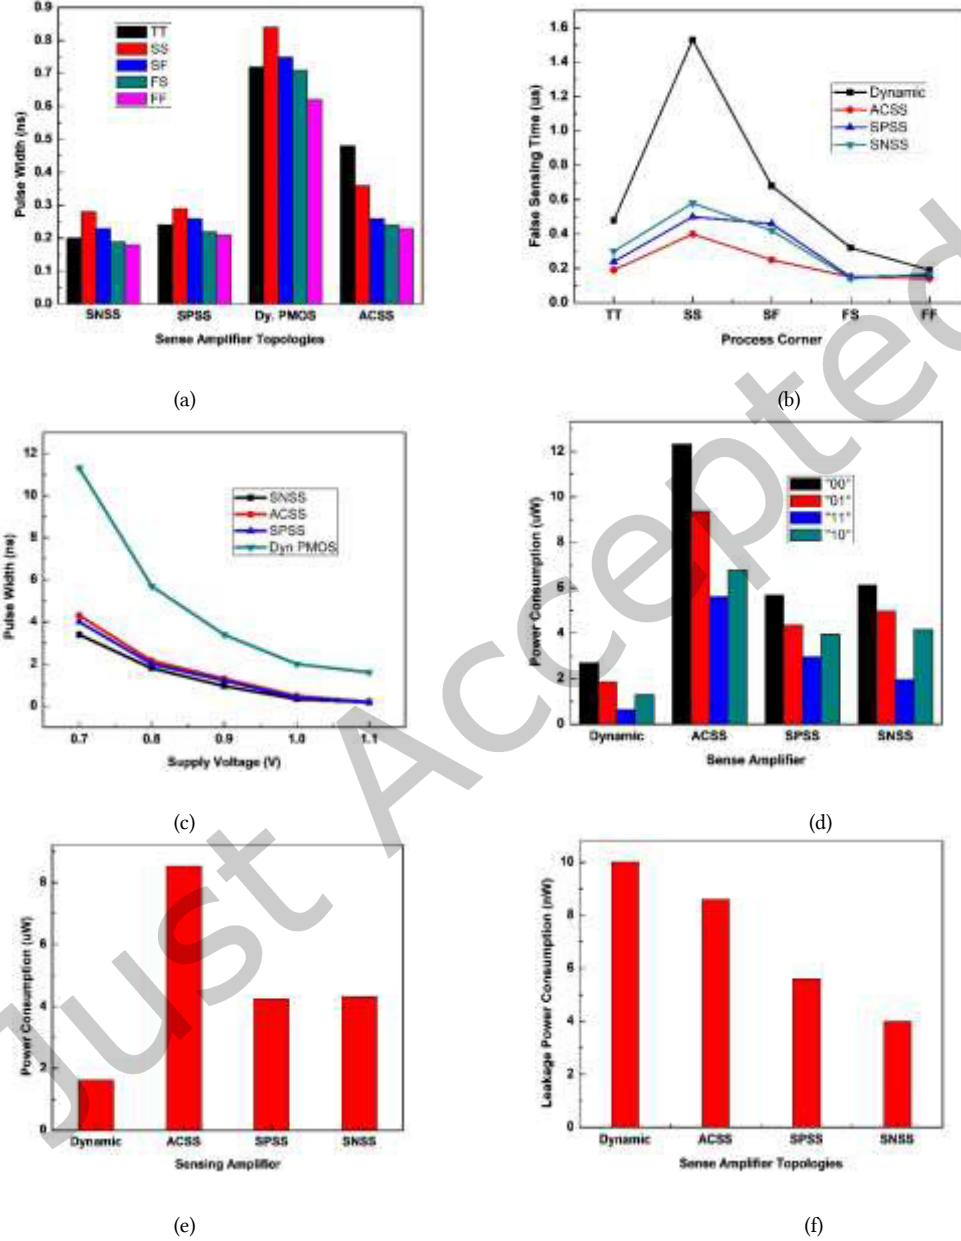 0.9
0.8
0.7
0.6
0.5
0.4
0.3
0.2
0.1
0.0
Pulse Width (ns)
TT
SS
SF
FS
FF
SNSS SPSS Dy. PMOS ACSS
Sense Amplifier Topologies
(a)
1.6
1.4
1.2
1.0
0.8
0.6
0.4
0.2
0.0
False Sensing Time (us)
Dynamic
ACSS
SPSS
SNSS
TT SS SF FS FF
Process Corner
(b)
12
10
8
6
4
2
0
Pulse Width (ns)
SNSS
ACSS
SPSS
Dyn PMOS
0.7 0.8 0.9 1.0 1.1
Supply Voltage (V)
(c)
12
10
8
6
4
2
0
Power Consumption (uW)
"00"
"01"
"11"
"10"
Dynamic ACSS SPSS SNSS
Sense Amplifier
(d)
8
6
4
2
0
Power Consumption (uW)
Dynamic ACSS SPSS SNSS
Sensing Amplifier
(e)
10
8
6
4
2
0
Leakage Power Consumption (nW)
Dynamic ACSS SPSS SNSS
Sense Amplifier Topologies
(f)
Just Accepted